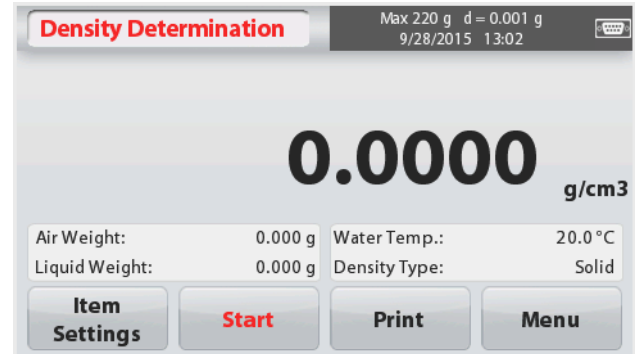 Density Determination
Max 220 g d = 0.001 g
9/28/2015 13:02
0.0000
g/cm3
Air Weight: 0.000 g Water Temp.: 20.0 °C
Liquid Weight: 0.000 g Density Type: Solid
Item
Settings
Start
Print
Menu